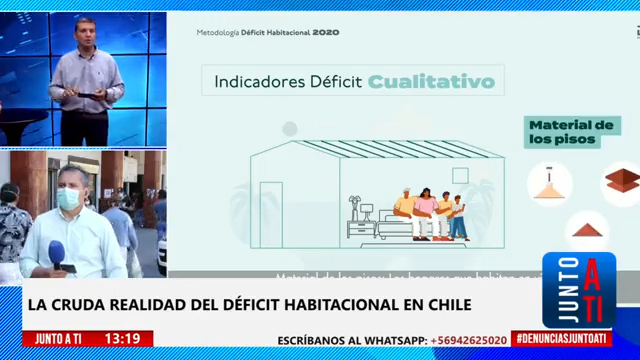 Metodología Déficit Habitacional 2020
Indicadores Déficit Cualitativo
Material de
los pisos
LA CRUDA REALIDAD DEL DÉFICIT HABITACIONAL EN CHILE
JUNTO A TI
JUNTO A TI 13:19
ESCRÍBANOS AL WHATSAPP: +56942625020
#DENUNCIASJUNTOATI